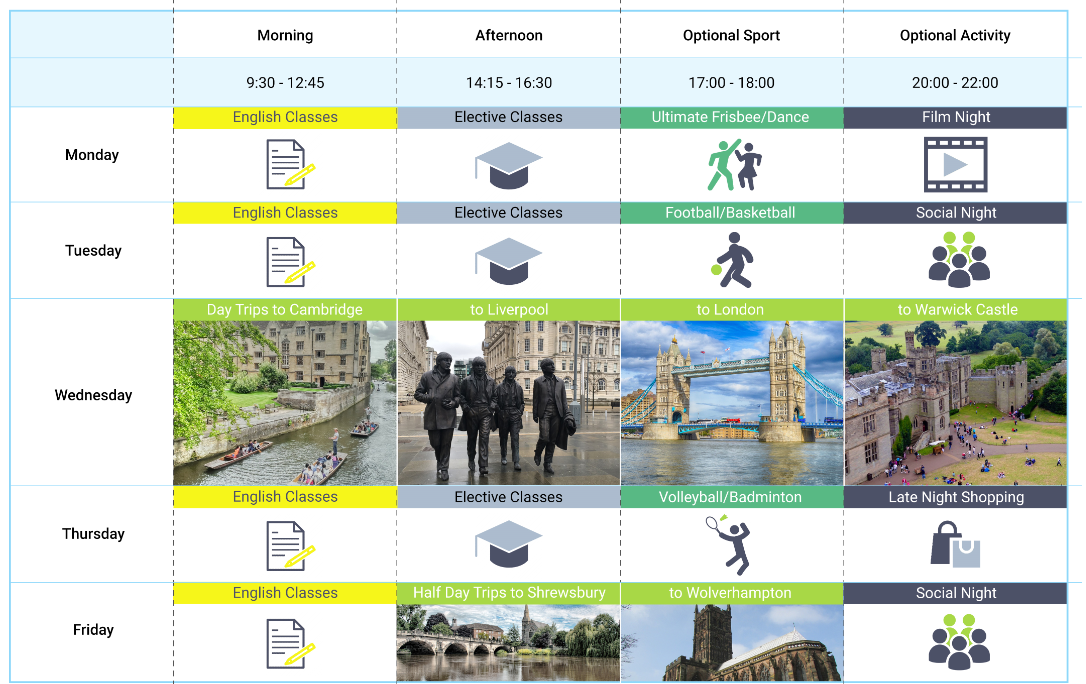 Morning
Afternoon
Optional Sport
Optional Activity
9:30 - 12:45
14:15 - 16:30
17:00 - 18:00
20:00 - 22:00
Monday
English Classes
Elective Classes
Ultimate Frisbee/Dance
Film Night
Tuesday
English Classes
Elective Classes
Football/Basketball
Social Night
Wednesday
Day Trips to Cambridge
to Liverpool
to London
to Warwick Castle
Thursday
English Classes
Elective Classes
Volleyball/Badminton
Late Night Shopping
Friday
English Classes
Half Day Trips to Shrewsbury
to Wolverhampton
Social Night